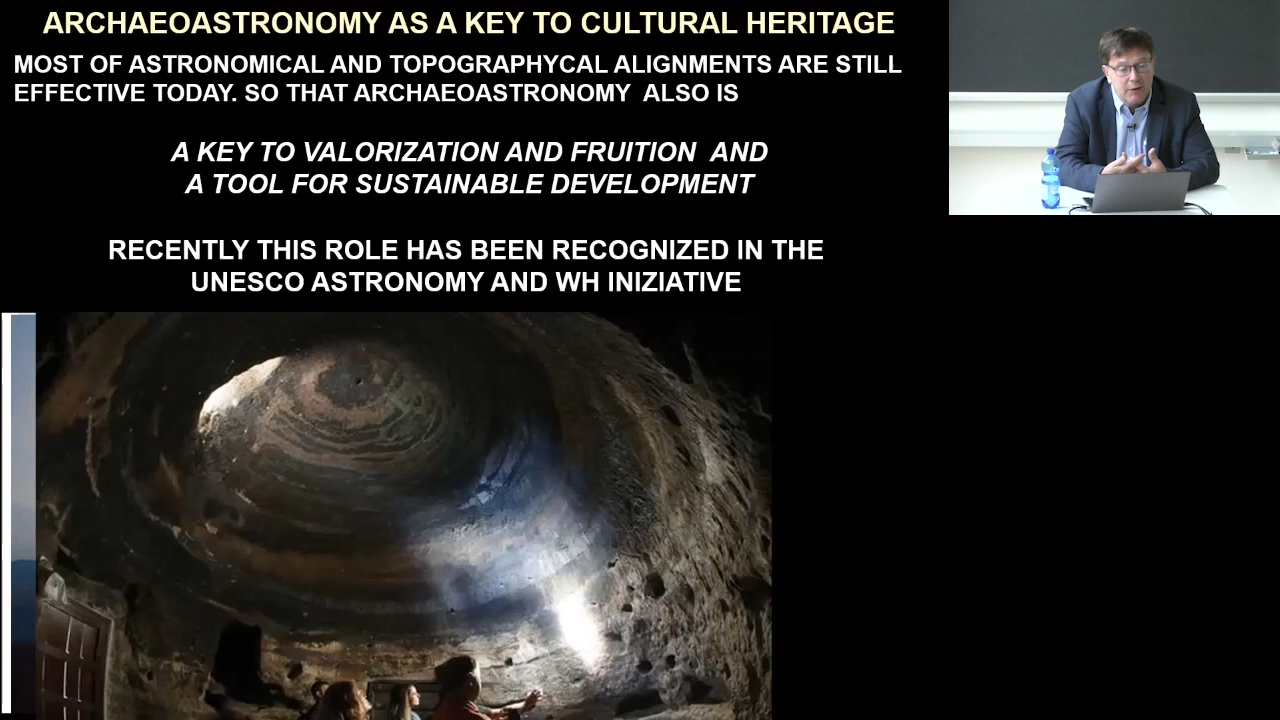 ARCHAEOASTRONOMY AS A KEY TO CULTURAL HERITAGE
MOST OF ASTRONOMICAL AND TOPOGRAPHYCAL ALIGNMENTS ARE STILL
EFFECTIVE TODAY. SO THAT ARCHAEOASTRONOMY ALSO IS
A KEY TO VALORIZATION AND FRUITION AND
A TOOL FOR SUSTAINABLE DEVELOPMENT
RECENTLY THIS ROLE HAS BEEN RECOGNIZED IN THE
UNESCO ASTRONOMY AND WH INIZIATIVE